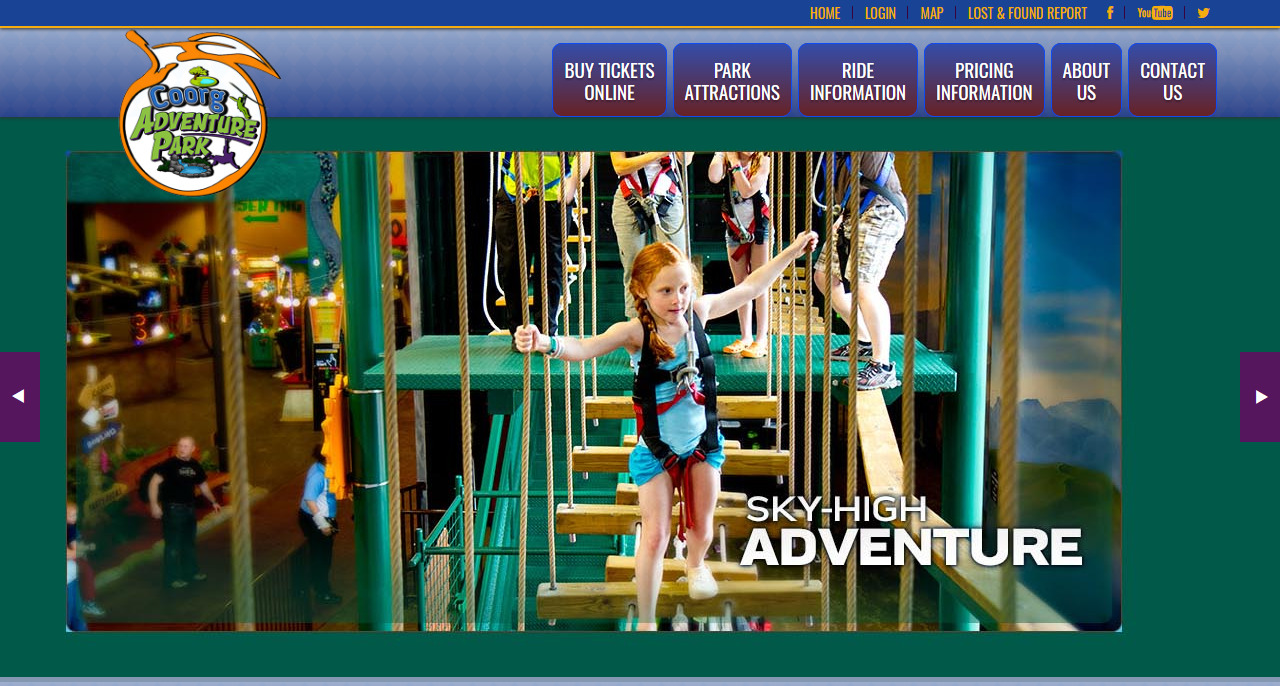 HOME LOGIN MAP LOST & FOUND REPORT f YouTube
BUY TICKETS
ONLINE
PARK
ATTRACTIONS
RIDE
INFORMATION
PRICING
INFORMATION
ABOUT
US
CONTACT
US
Coorg
ADVENTURE
PARK
SKY-HIGH
ADVENTURE